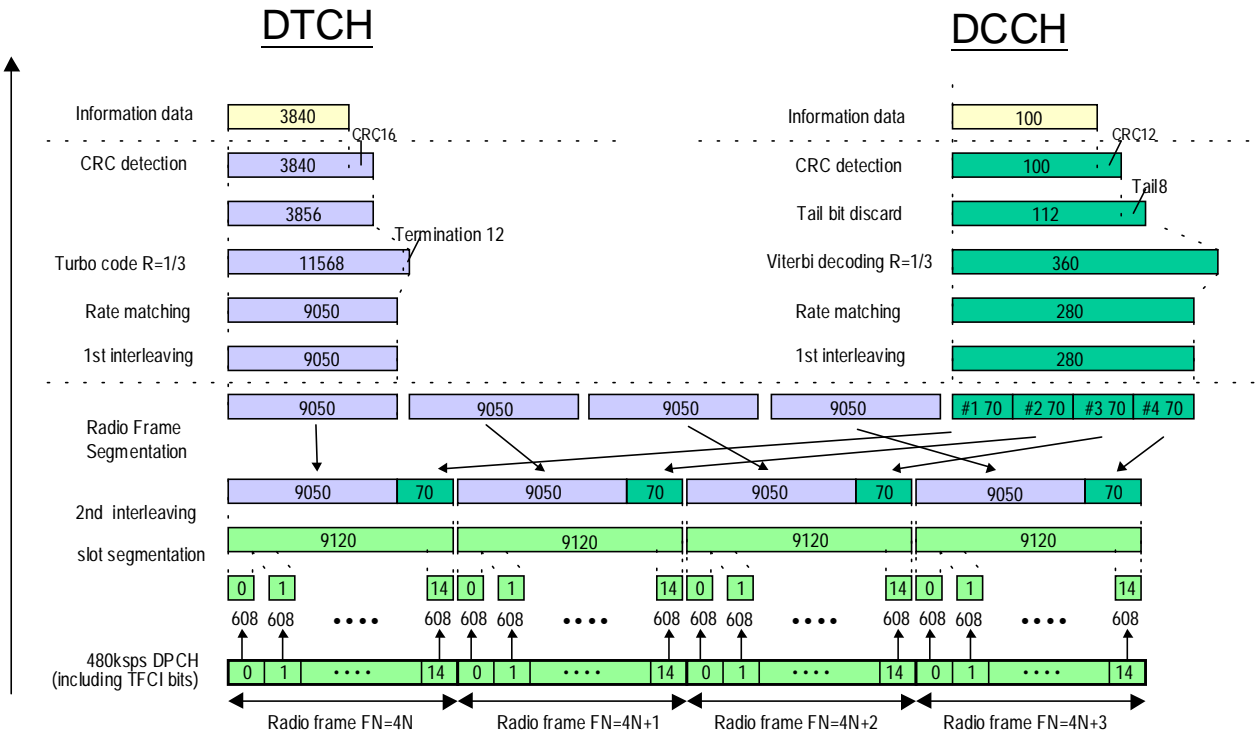 DTCH DCCH
Information data 3840 Information data 100
CRC16 CRC12
CRC detection 3840 CRC detection 100
Tail8
3856 Tail bit discard 112
Termination 12
Turbo code R=1/3 11568 Viterbi decoding R=1/3 360
Rate matching 9050 Rate matching 280
1st interleaving 9050 1st interleaving 280
9050 9050 9050 9050 #1 70 #2 70 #3 70 #4 70
Radio Frame
Segmentation
9050 70 9050 70 9050 70 9050 70
2nd interleaving
9120 9120 9120 9120
slot segmentation
0 1 14 0 1 14 0 1 14 0 1 14
608 608 •••• 608 608 608 •••• 608 608 608 •••• 608 608 608 •••• 608
480ksps DPCH
(including TFCI bits)
0 1 •••• 14 0 1 •••• 14 0 1 •••• 14 0 1 •••• 14
Radio frame FN=4N Radio frame FN=4N+1 Radio frame FN=4N+2 Radio frame FN=4N+3